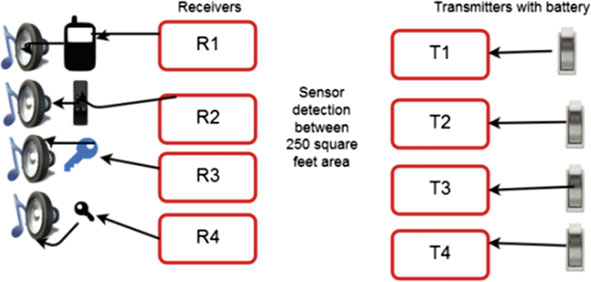 Receivers
Transmitters with battery
R1
T1
Sensor
detection
between
250 square
feet area
R2
T2
R3
T3
R4
T4